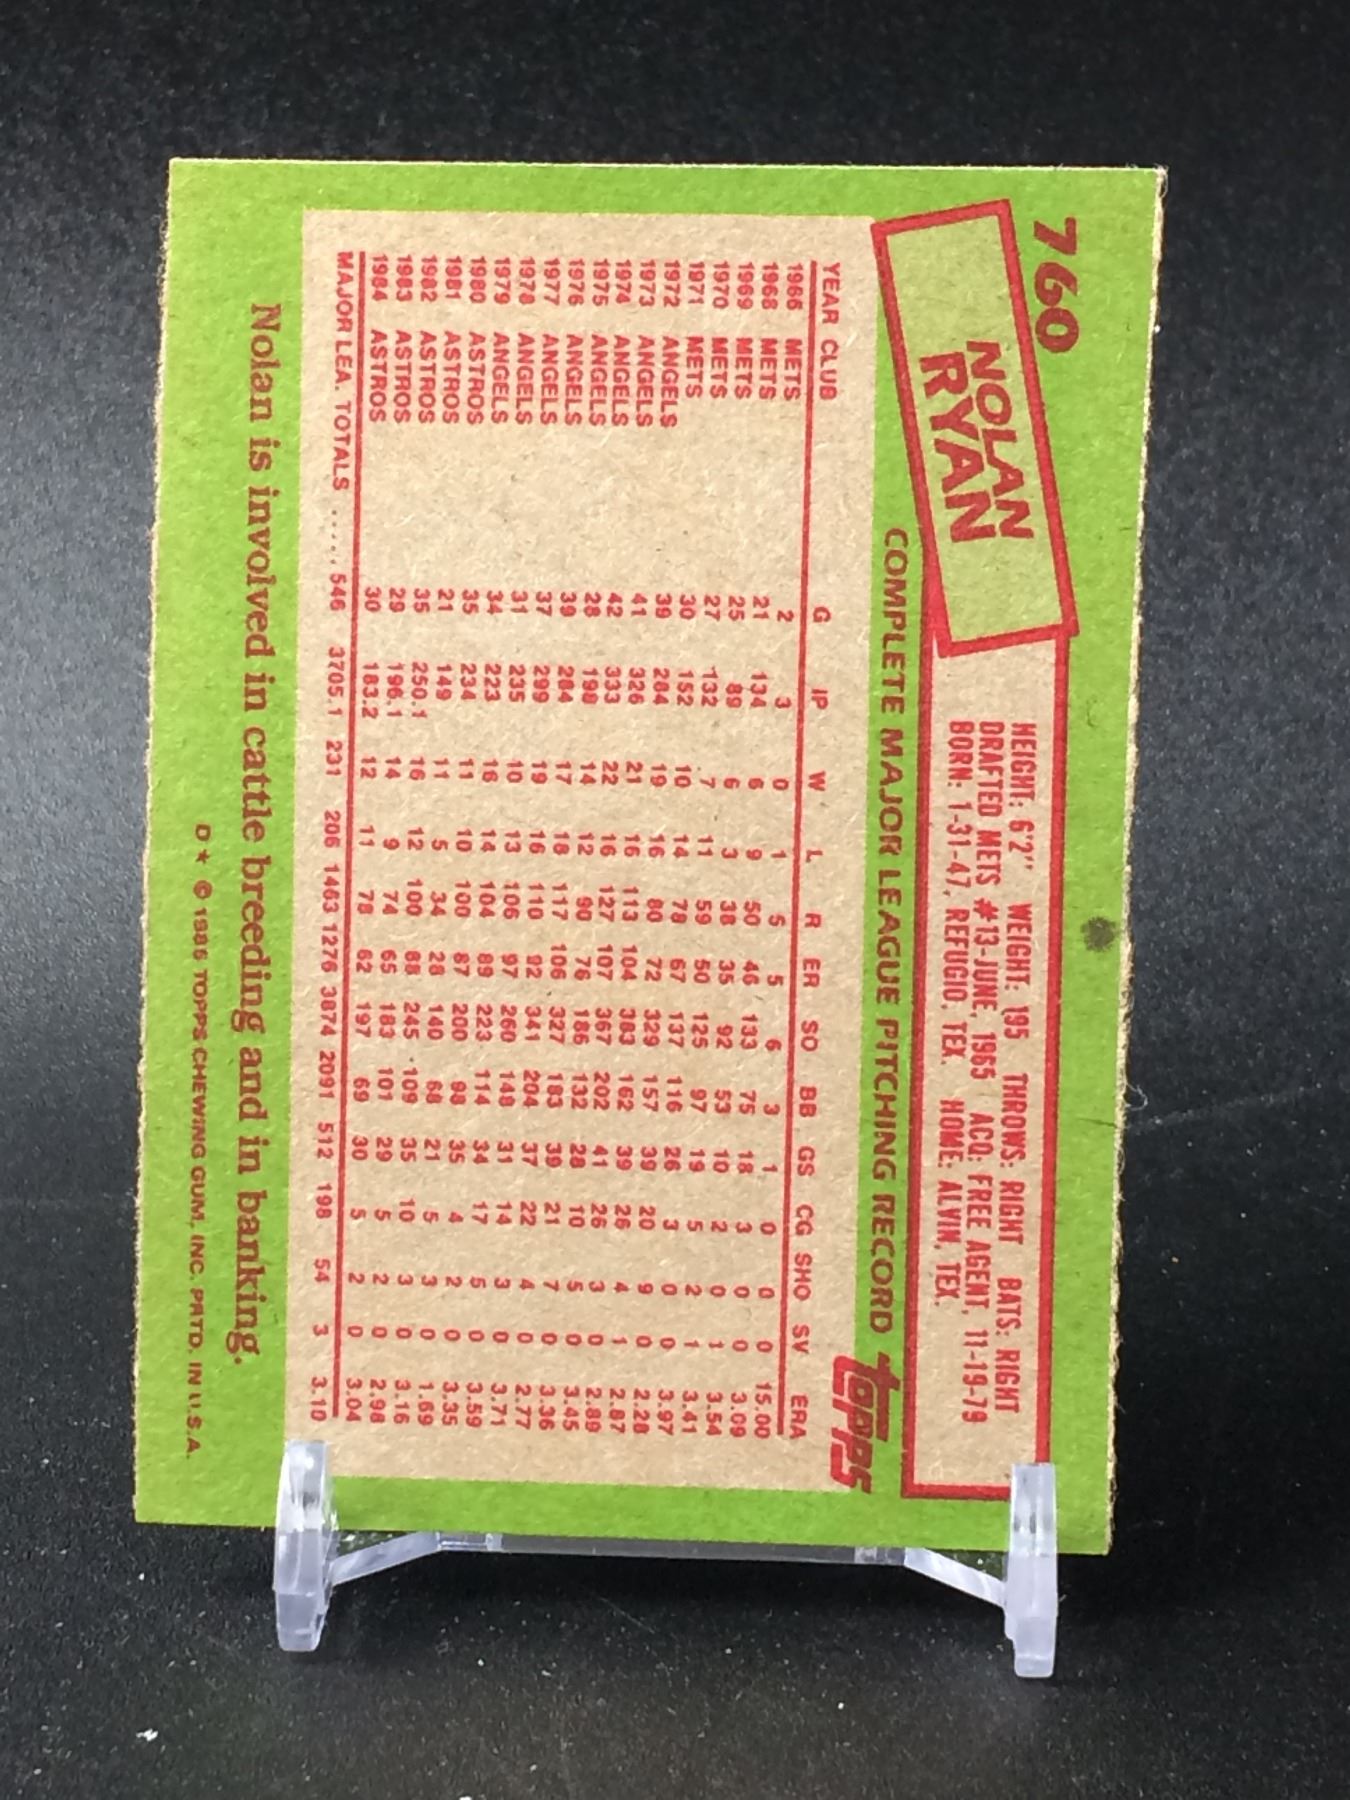 760
NOLAN
RYAN
HEIGHT: 6'2" WEIGHT: 195 THROWS: RIGHT BATS: RIGHT
DRAFTED METS #13-JUNE, 1965 ACQ: FREE AGENT, 11-19-79
BORN: 1-31-47, REFUGIO, TEX. HOME: ALVIN, TEX.
COMPLETE MAJOR LEAGUE PITCHING RECORD
topps
YEAR CLUB G IP W L R ER SO BB GS CG SHO SV ERA
1966 METS 2 3 0 1 5 5 6 3 1 0 0 0 15.00
1968 METS 21 134 6 9 50 46 133 75 18 3 0 0 3.09
1969 METS 25 89 6 3 38 35 92 53 10 2 0 1 3.54
1970 METS 27 132 7 11 59 50 125 97 19 5 2 1 3.41
1971 METS 30 152 10 14 78 67 137 116 26 3 0 0 3.97
1972 ANGELS 39 284 19 16 80 72 329 157 39 20 9 0 2.28
1973 ANGELS 41 326 21 16 113 104 383 162 39 26 4 1 2.87
1974 ANGELS 42 333 22 16 127 107 367 202 41 26 3 0 2.89
1975 ANGELS 28 198 14 12 90 76 186 132 28 10 5 0 3.45
1976 ANGELS 39 284 17 18 117 106 327 183 39 21 7 0 3.36
1977 ANGELS 37 299 19 16 110 92 341 204 37 22 4 0 2.77
1978 ANGELS 31 235 10 13 106 97 260 148 31 14 3 0 3.71
1979 ANGELS 34 223 16 14 104 89 223 114 34 17 5 0 3.59
1980 ASTROS 35 234 11 10 100 87 200 98 35 4 2 0 3.35
1981 ASTROS 21 149 11 5 34 28 140 68 21 5 3 0 1.69
1982 ASTROS 35 250.1 16 12 100 88 245 109 35 10 3 0 3.16
1983 ASTROS 29 196.1 14 9 74 65 183 101 29 5 2 0 2.98
1984 ASTROS 30 183.2 12 11 78 62 197 69 30 5 2 0 3.04
MAJOR LEA. TOTALS ..... 546 3705.1 231 206 1463 1276 3874 2091 512 198 54 3 3.10
Nolan is involved in cattle breeding and in banking.
D★ © 1985 TOPPS CHEWING GUM, INC. PRTD. IN U.S.A.